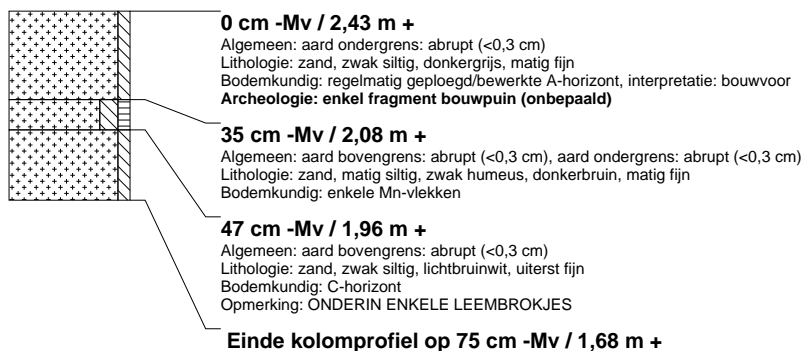 0 cm -Mv / 2,43 m +
Algemeen: aard ondergrens: abrupt (<0,3 cm)
Lithologie: zand, zwak siltig, donkergrijs, matig fijn
Bodemkundig: regelmatig geploegd/bewerkte A-horizont, interpretatie: bouwvoor
Archeologie: enkel fragment bouwpuin (onbepaald)
35 cm -Mv / 2,08 m +
Algemeen: aard bovengrens: abrupt (<0,3 cm), aard ondergrens: abrupt (<0,3 cm)
Lithologie: zand, matig siltig, zwak humeus, donkerbruin, matig fijn
Bodemkundig: enkele Mn-vlekken
47 cm -Mv / 1,96 m +
Algemeen: aard bovengrens: abrupt (<0,3 cm)
Lithologie: zand, zwak siltig, lichtbruinwit, uiterst fijn
Bodemkundig: C-horizont
Opmerking: ONDERIN ENKELE LEEMBROKJES
Einde kolomprofiel op 75 cm -Mv / 1,68 m +